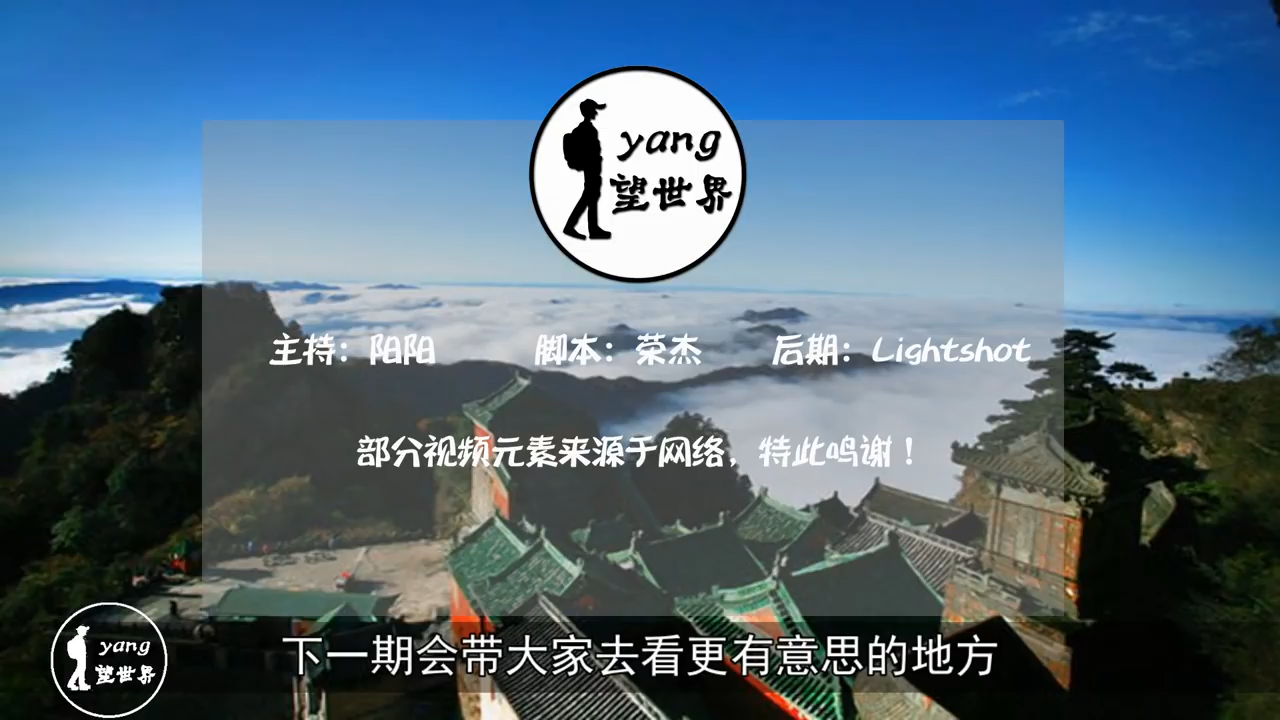 yang
望世界
主持：阳阳 脚本：荣杰 后期：Lightshot
部分视频元素来源于网络，特此鸣谢！
下一期会带大家去看更有意思的地方
yang
望世界